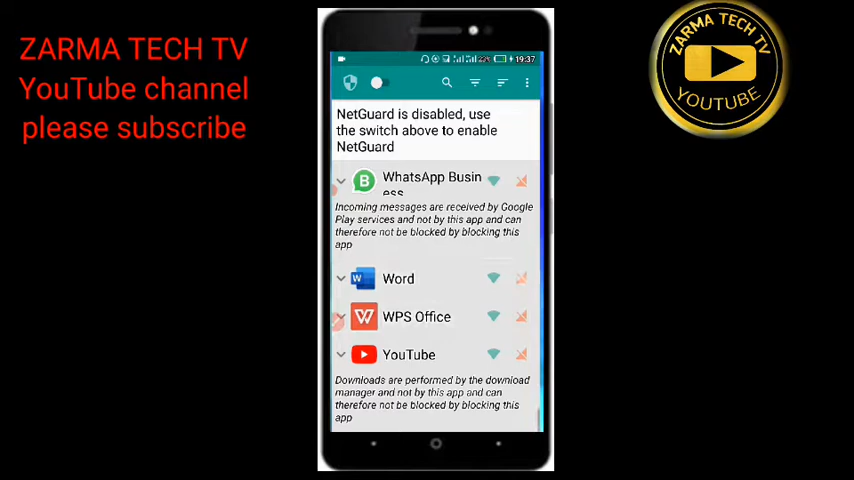 ZARMA TECH TV
YouTube channel
please subscribe
ZARMA TECH TV
YOUTUBE
19:37
NetGuard is disabled, use
the switch above to enable
NetGuard
B
WhatsApp Busin
ess
Incoming messages are received by Google
Play services and not by this app and can
therefore not be blocked by blocking this
app
W
Word
W
WPS Office
YouTube
Downloads are performed by the download
manager and not by this app and can
therefore not be blocked by blocking this
app